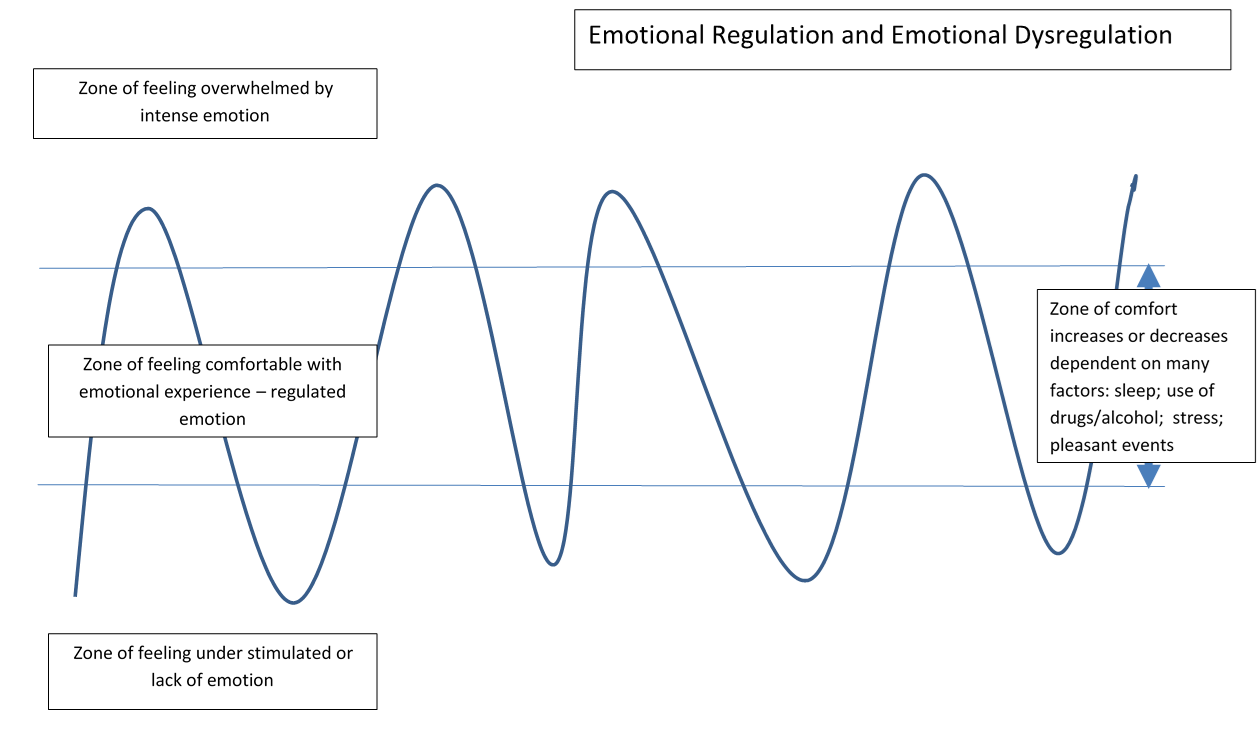 Emotional Regulation and Emotional Dysregulation
Zone of feeling overwhelmed by
intense emotion
Zone of feeling comfortable with
emotional experience – regulated
emotion
Zone of comfort
increases or decreases
dependent on many
factors: sleep; use of
drugs/alcohol;  stress;
pleasant events
Zone of feeling under stimulated or
lack of emotion